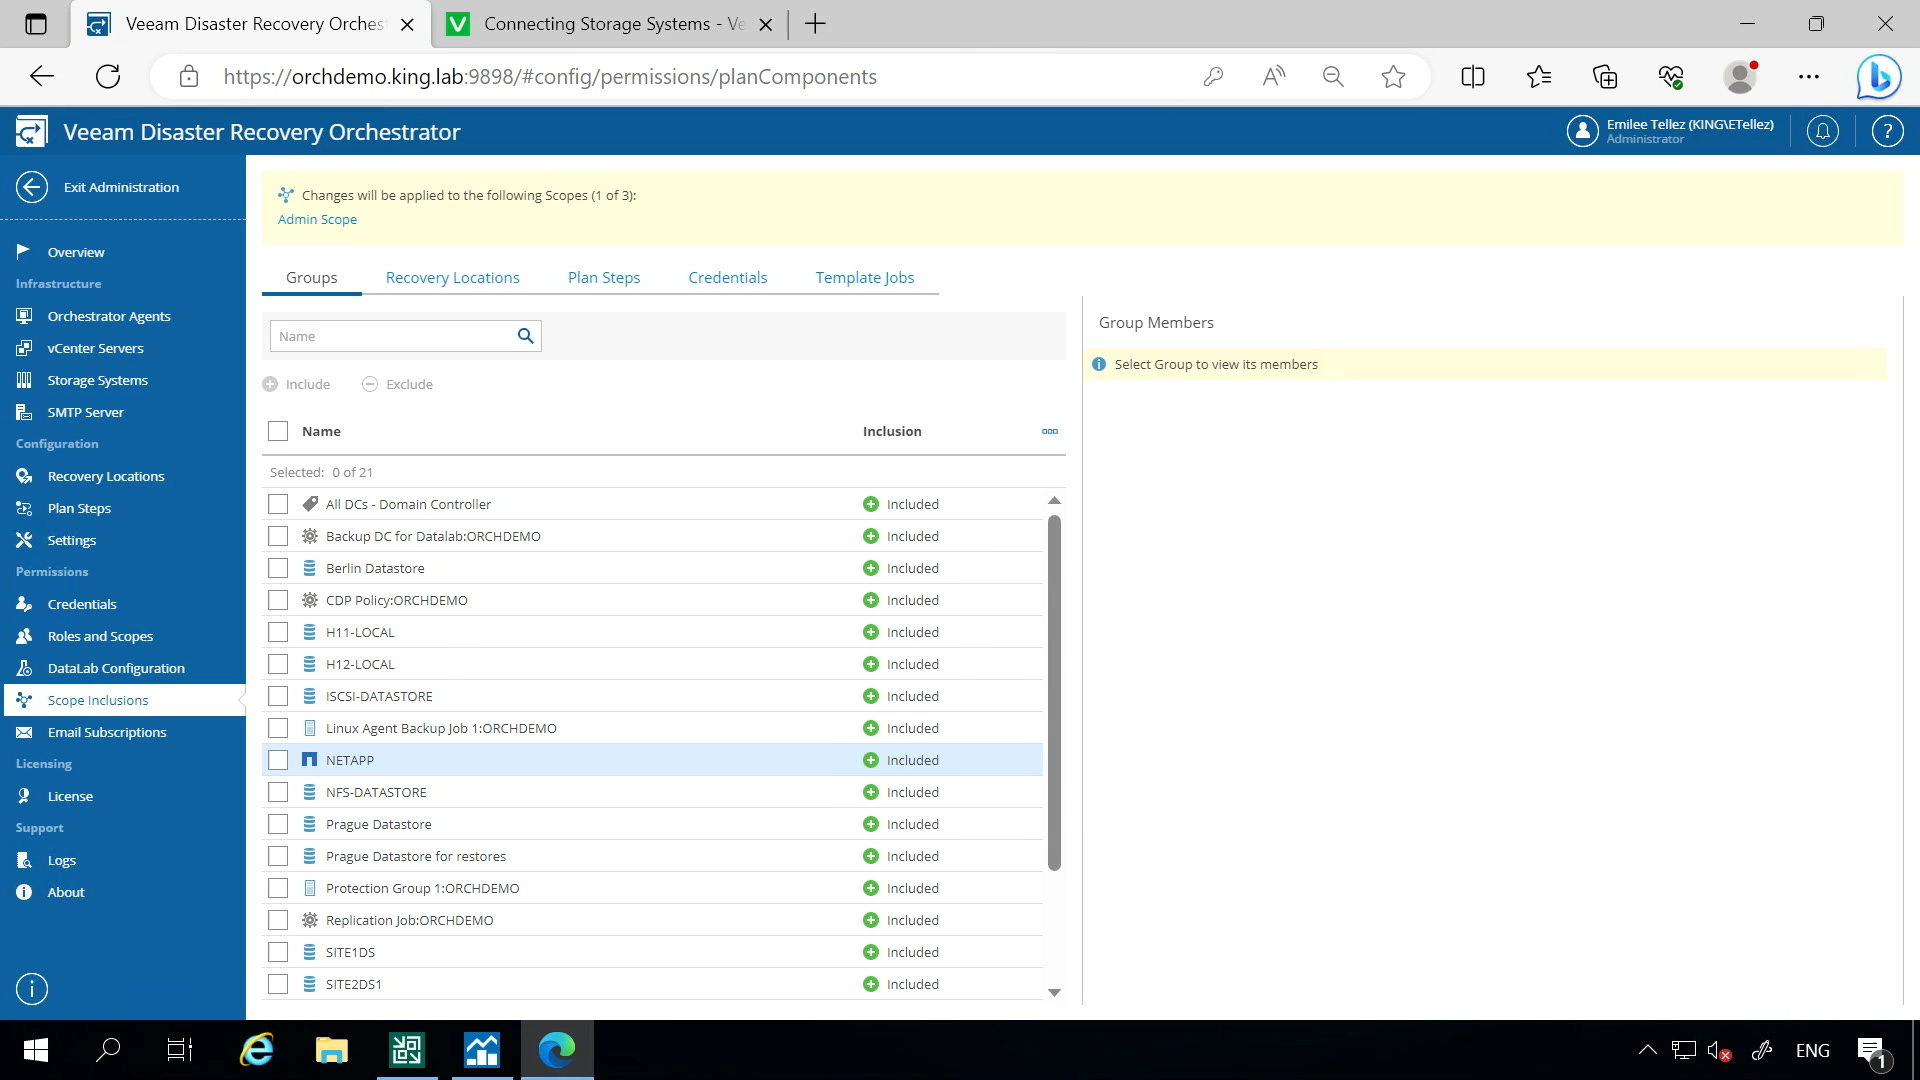 Veeam Disaster Recovery Orches
Connecting Storage Systems - Ve
https://orchdemo.king.lab:9898/#config/permissions/planComponents
Veeam Disaster Recovery Orchestrator
Emilee Tellez (KING\ETellez)
Administrator
Exit Administration
Overview
Infrastructure
Orchestrator Agents
vCenter Servers
Storage Systems
SMTP Server
Configuration
Recovery Locations
Plan Steps
Settings
Permissions
Credentials
Roles and Scopes
DataLab Configuration
Scope Inclusions
Email Subscriptions
Licensing
License
Support
Logs
About
Changes will be applied to the following Scopes (1 of 3):
Admin Scope
Groups
Recovery Locations
Plan Steps
Credentials
Template Jobs
Name
Include
Exclude
Name Inclusion
Selected: 0 of 21
All DCs - Domain Controller Included
Backup DC for Datalab:ORCHDEMO Included
Berlin Datastore Included
CDP Policy:ORCHDEMO Included
H11-LOCAL Included
H12-LOCAL Included
ISCSI-DATASTORE Included
Linux Agent Backup Job 1:ORCHDEMO Included
NETAPP Included
NFS-DATASTORE Included
Prague Datastore Included
Prague Datastore for restores Included
Protection Group 1:ORCHDEMO Included
Replication Job:ORCHDEMO Included
SITE1DS Included
SITE2DS1 Included
Group Members
Select Group to view its members
ENG
1